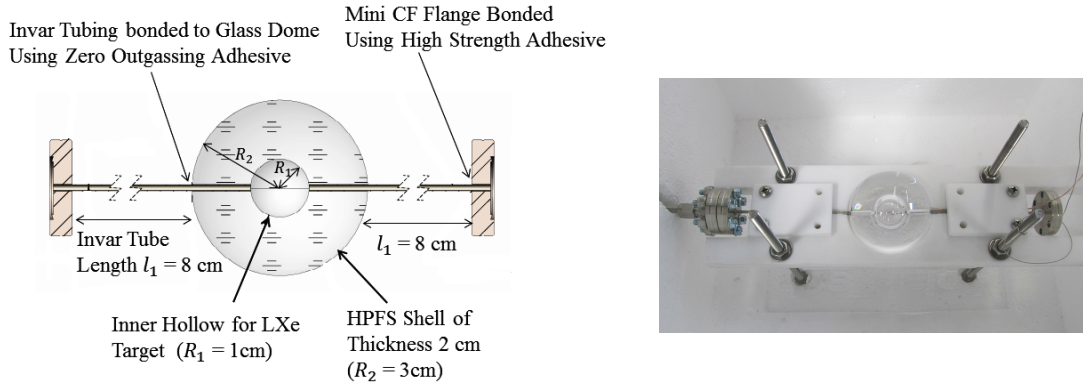 Invar Tubing bonded to Glass Dome
Using Zero Outgassing Adhesive
Mini CF Flange Bonded
Using High Strength Adhesive
R₂
R₁
Invar Tube
Length l₁ = 8 cm
l₁ = 8 cm
Inner Hollow for LXe
Target (R₁ = 1cm)
HPFS Shell of
Thickness 2 cm
(R₂ = 3cm)